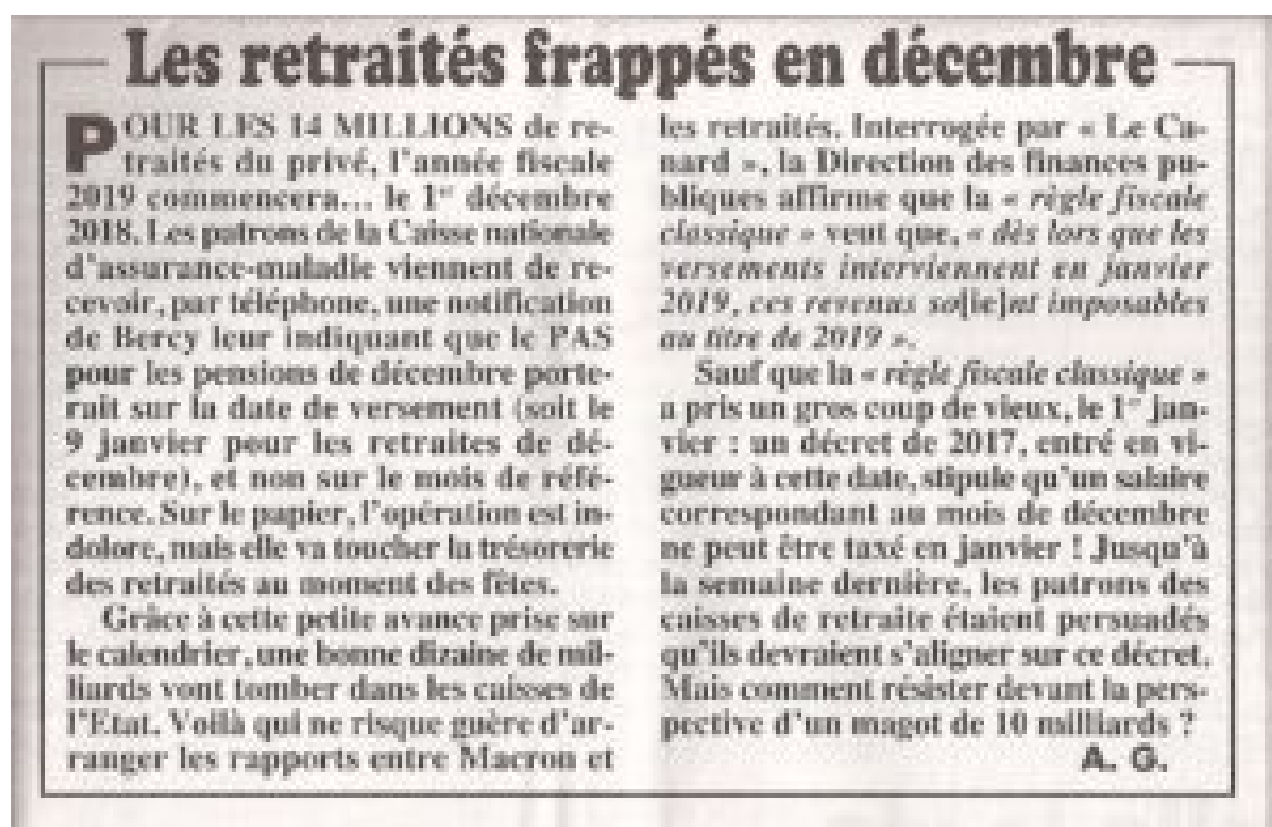 Les retraités frappés en décembre
POUR LES 14 MILLIONS de re-
traités du privé, l'année fiscale
2019 commencera... le 1er décembre
2018. Les patrons de la Caisse nationale
d'assurance-maladie viennent de re-
cevoir, par téléphone, une notification
de Bercy leur indiquant que le PAS
pour les pensions de décembre porte-
rait sur la date de versement (soit le
9 janvier pour les retraites de dé-
cembre), et non sur le mois de réfé-
rence. Sur le papier, l'opération est in-
dolore, mais elle va toucher la trésorerie
des retraités au moment des fêtes.
Grâce à cette petite avance prise sur
le calendrier, une bonne dizaine de mil-
liards vont tomber dans les caisses de
l'Etat. Voilà qui ne risque guère d'ar-
ranger les rapports entre Macron et
les retraités. Interrogée par « Le Ca-
nard », la Direction des finances pu-
bliques affirme que la « règle fiscale
classique » veut que, « dès lors que les
versements interviennent en janvier
2019, ces revenus so[ie]nt imposables
au titre de 2019 ».
Sauf que la « règle fiscale classique »
a pris un gros coup de vieux, le 1er jan-
vier : un décret de 2017, entré en vi-
gueur à cette date, stipule qu'un salaire
correspondant au mois de décembre
ne peut être taxé en janvier ! Jusqu'à
la semaine dernière, les patrons des
caisses de retraite étaient persuadés
qu'ils devraient s'aligner sur ce décret.
Mais comment résister devant la pers-
pective d'un magot de 10 milliards ?
A. G.